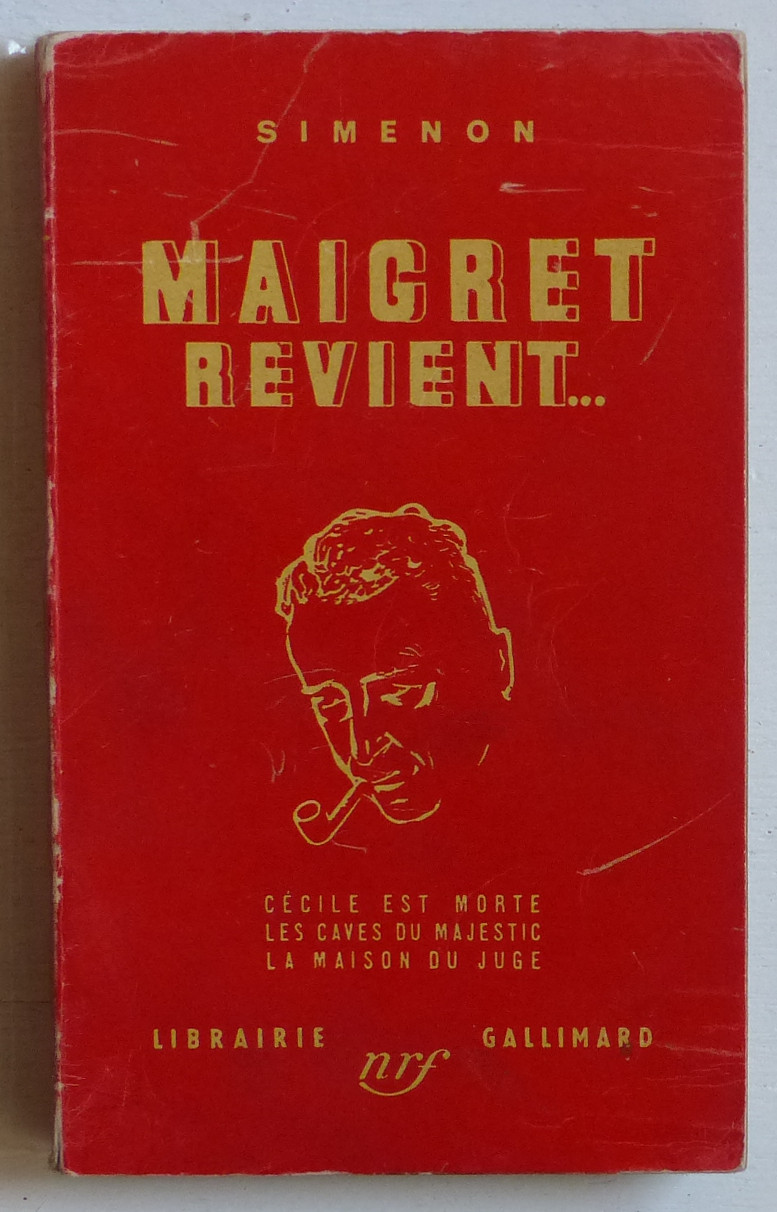 SIMENON
MAIGRET
REVIENT...
CÉCILE EST MORTE
LES CAVES DU MAJESTIC
LA MAISON DU JUGE
LIBRAIRIE nrf GALLIMARD